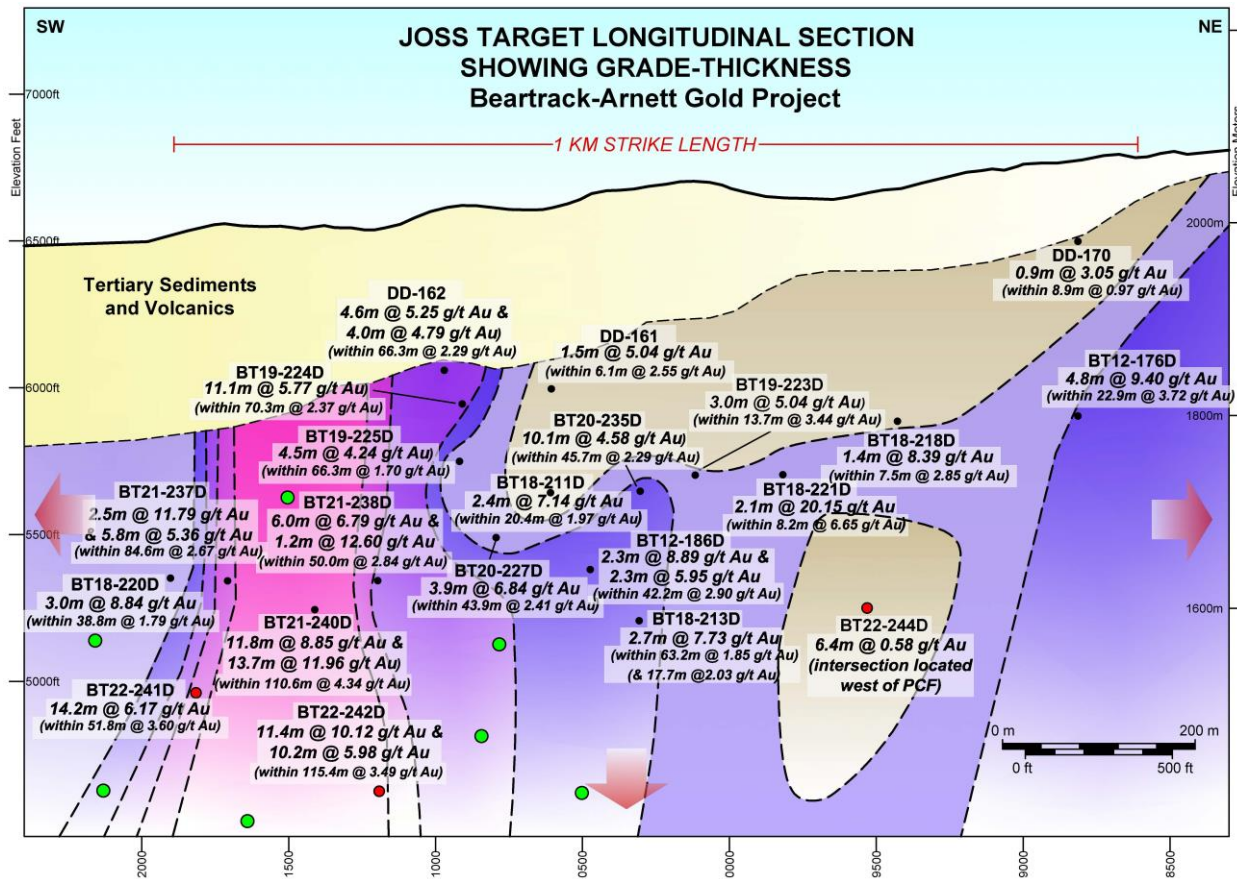 SW
NE
JOSS TARGET LONGITUDINAL SECTION
SHOWING GRADE-THICKNESS
Beartrack-Arnett Gold Project
7000ft
Elevation Feet
Elevation Meters
1 KM STRIKE LENGTH
2000m
6500ft
DD-170
0.9m @ 3.05 g/t Au
(within 8.9m @ 0.97 g/t Au)
Tertiary Sediments
and Volcanics
DD-162
4.6m @ 5.25 g/t Au &
4.0m @ 4.79 g/t Au
(within 66.3m @ 2.29 g/t Au)
DD-161
1.5m @ 5.04 g/t Au
(within 6.1m @ 2.55 g/t Au)
BT19-224D
11.1m @ 5.77 g/t Au
(within 70.3m @ 2.37 g/t Au)
6000ft
BT19-223D
3.0m @ 5.04 g/t Au
(within 13.7m @ 3.44 g/t Au)
BT12-176D
4.8m @ 9.40 g/t Au
(within 22.9m @ 3.72 g/t Au)
1800m
BT20-235D
10.1m @ 4.58 g/t Au
(within 45.7m @ 2.29 g/t Au)
BT19-225D
4.5m @ 4.24 g/t Au
(within 66.3m @ 1.70 g/t Au)
BT18-218D
1.4m @ 8.39 g/t Au
(within 7.5m @ 2.85 g/t Au)
BT18-211D
2.4m @ 7.14 g/t Au
(within 20.4m @ 1.97 g/t Au)
BT18-221D
2.1m @ 20.15 g/t Au
(within 8.2m @ 6.65 g/t Au)
BT21-237D
2.5m @ 11.79 g/t Au
& 5.8m @ 5.36 g/t Au
(within 84.6m @ 2.67 g/t Au)
BT21-238D
6.0m @ 6.79 g/t Au &
1.2m @ 12.60 g/t Au
(within 50.0m @ 2.84 g/t Au)
5500ft
BT12-186D
2.3m @ 8.89 g/t Au &
2.3m @ 5.95 g/t Au
(within 42.2m @ 2.90 g/t Au)
BT20-227D
3.9m @ 6.84 g/t Au
(within 43.9m @ 2.41 g/t Au)
BT18-220D
3.0m @ 8.84 g/t Au
(within 38.8m @ 1.79 g/t Au)
1600m
BT21-240D
11.8m @ 8.85 g/t Au &
13.7m @ 11.96 g/t Au
(within 110.6m @ 4.34 g/t Au)
BT18-213D
2.7m @ 7.73 g/t Au
(within 63.2m @ 1.85 g/t Au)
(& 17.7m @2.03 g/t Au)
BT22-244D
6.4m @ 0.58 g/t Au
(intersection located
west of PCF)
5000ft
BT22-241D
14.2m @ 6.17 g/t Au
(within 51.8m @ 3.60 g/t Au)
BT22-242D
11.4m @ 10.12 g/t Au &
10.2m @ 5.98 g/t Au
(within 115.4m @ 3.49 g/t Au)
0 m
200 m
0 ft
500 ft
2000
1500
1000
0500
0000
9500
9000
8500